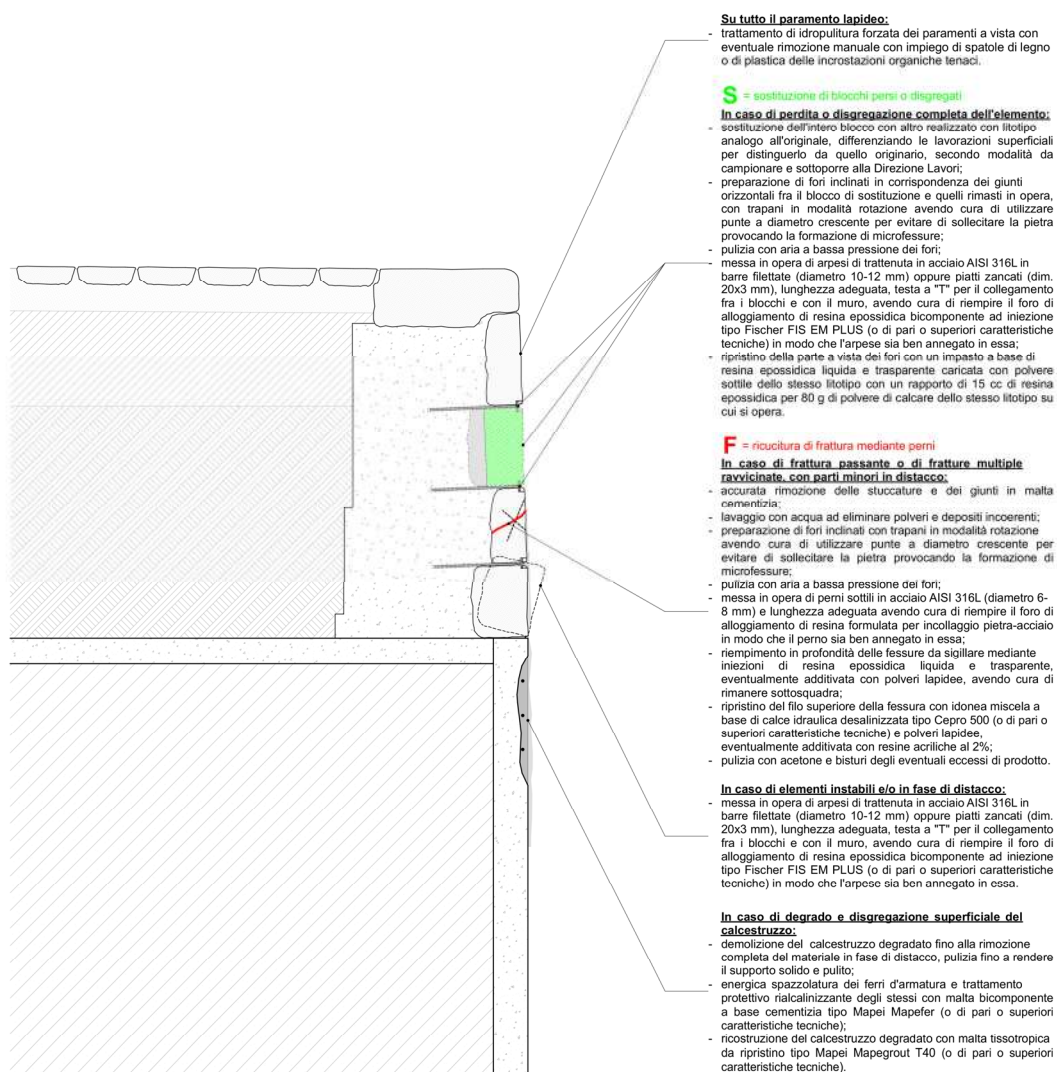 Su tutto il paramento lapideo:
- trattamento di idropulitura forzata dei paramenti a vista con
eventuale rimozione manuale con impiego di spatole di legno
o di plastica delle incrostazioni organiche tenaci.
S = sostituzione di blocchi persi o disgregati
In caso di perdita o disgregazione completa dell'elemento:
- sostituzione dell'intero blocco con altro realizzato con litotipo
analogo all'originale, differenziando le lavorazioni superficiali
per distinguerlo da quello originario, secondo modalità da
campionare e sottoporre alla Direzione Lavori;
- preparazione di fori inclinati in corrispondenza dei giunti
orizzontali fra il blocco di sostituzione e quelli rimasti in opera,
con trapani in modalità rotazione avendo cura di utilizzare
punte a diametro crescente per evitare di sollecitare la pietra
provocando la formazione di microfessure;
- pulizia con aria a bassa pressione dei fori;
- messa in opera di arpesi di trattenuta in acciaio AISI 316L in
barre filettate (diametro 10-12 mm) oppure piatti zancati (dim.
20x3 mm), lunghezza adeguata, testa a "T" per il collegamento
fra i blocchi e con il muro, avendo cura di riempire il foro di
alloggiamento di resina epossidica bicomponente ad iniezione
tipo Fischer FIS EM PLUS (o di pari o superiori caratteristiche
tecniche) in modo che l'arpese sia ben annegato in essa;
- ripristino della parte a vista dei fori con un impasto a base di
resina epossidica liquida e trasparente caricata con polvere
sottile dello stesso litotipo con un rapporto di 15 cc di resina
epossidica per 80 g di polvere di calcare dello stesso litotipo su
cui si opera.
F = ricucitura di frattura mediante perni
In caso di frattura passante o di fratture multiple
ravvicinate, con parti minori in distacco:
- accurata rimozione delle stuccature e dei giunti in malta
cementizia;
- lavaggio con acqua ad eliminare polveri e depositi incoerenti;
- preparazione di fori inclinati con trapani in modalità rotazione
avendo cura di utilizzare punte a diametro crescente per
evitare di sollecitare la pietra provocando la formazione di
microfessure;
- pulizia con aria a bassa pressione dei fori;
- messa in opera di perni sottili in acciaio AISI 316L (diametro 6-
8 mm) e lunghezza adeguata avendo cura di riempire il foro di
alloggiamento di resina formulata per incollaggio pietra-acciaio
in modo che il perno sia ben annegato in essa;
- riempimento in profondità delle fessure da sigillare mediante
iniezioni di resina epossidica liquida e trasparente,
eventualmente additivata con polveri lapidee, avendo cura di
rimanere sottosquadra;
- ripristino del filo superiore della fessura con idonea miscela a
base di calce idraulica desalinizzata tipo Cepro 500 (o di pari o
superiori caratteristiche tecniche) e polveri lapidee,
eventualmente additivata con resine acriliche al 2%;
- pulizia con acetone e bisturi degli eventuali eccessi di prodotto.
In caso di elementi instabili e/o in fase di distacco:
- messa in opera di arpesi di trattenuta in acciaio AISI 316L in
barre filettate (diametro 10-12 mm) oppure piatti zancati (dim.
20x3 mm), lunghezza adeguata, testa a "T" per il collegamento
fra i blocchi e con il muro, avendo cura di riempire il foro di
alloggiamento di resina epossidica bicomponente ad iniezione
tipo Fischer FIS EM PLUS (o di pari o superiori caratteristiche
tecniche) in modo che l'arpese sia ben annegato in essa.
In caso di degrado e disgregazione superficiale del
calcestruzzo:
- demolizione del calcestruzzo degradato fino alla rimozione
completa del materiale in fase di distacco, pulizia fino a rendere
il supporto solido e pulito;
- energica spazzolatura dei ferri d'armatura e trattamento
protettivo rialcalinizzante degli stessi con malta bicomponente
a base cementizia tipo Mapei Mapefer (o di pari o superiori
caratteristiche tecniche);
- ricostruzione del calcestruzzo degradato con malta tissotropica
da ripristino tipo Mapei Mapegrout T40 (o di pari o superiori
caratteristiche tecniche).